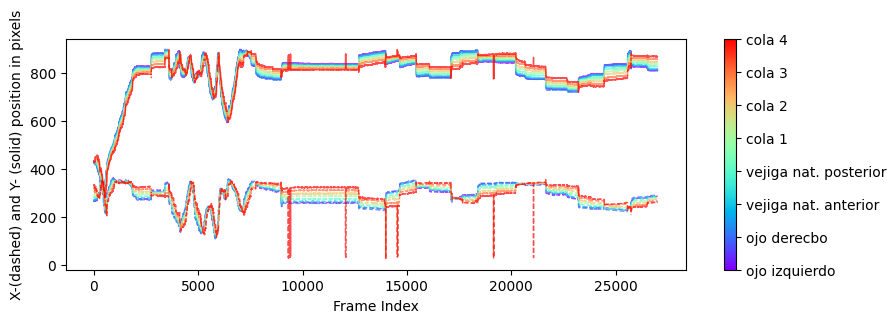 X-(dashed) and Y- (solid) position in pixels
800
600
400
200
0
0
5000
10000
15000
20000
25000
Frame Index
cola 4
cola 3
cola 2
cola 1
vejiga nat. posterior
vejiga nat. anterior
ojo derecbo
ojo izquierdo